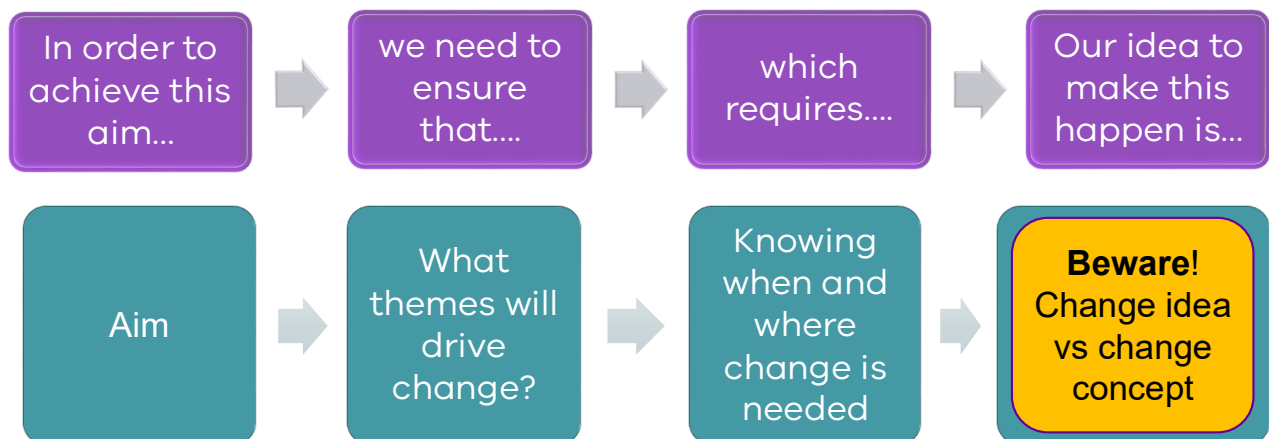 In order to
achieve this
aim...
we need to
ensure
that....
which
requires....
Our idea to
make this
happen is...
Aim
What
themes will
drive
change?
Knowing
when and
where
change is
needed
Beware!
Change idea
vs change
concept